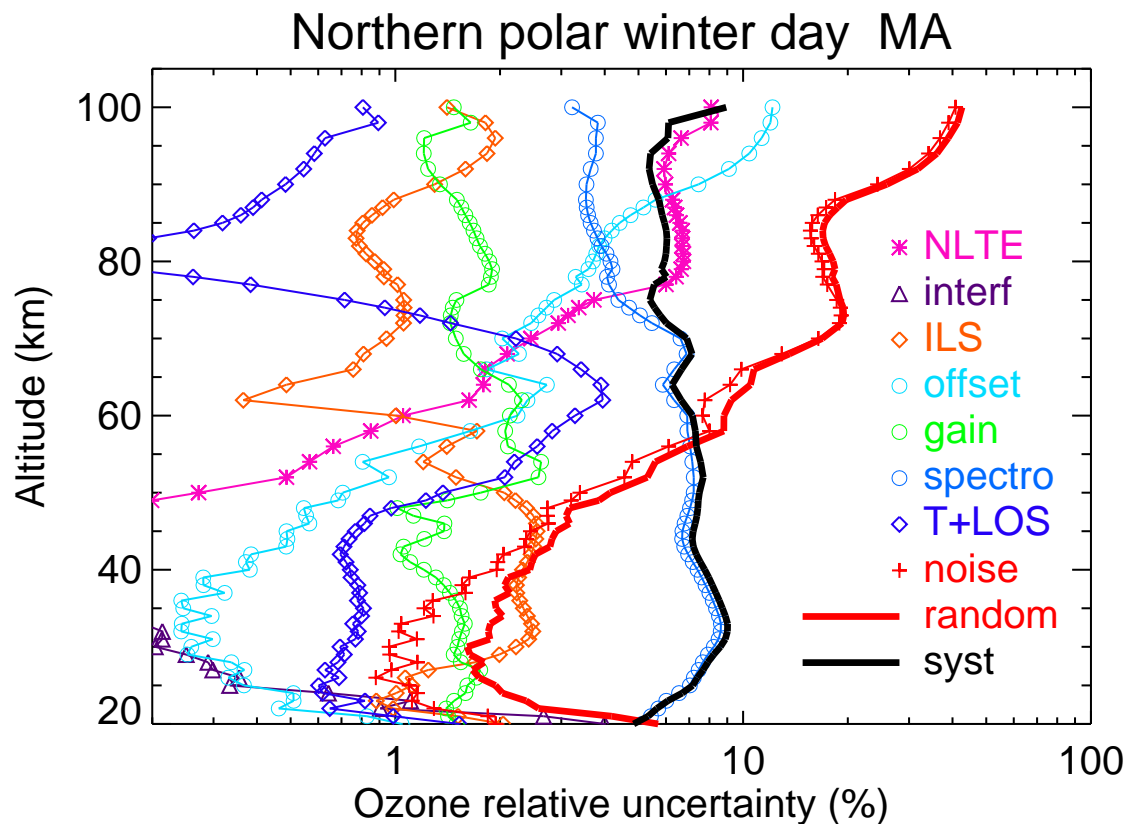 Northern polar winter day MA
100
80
60
40
20
Altitude (km)
NLTE
interf
ILS
offset
gain
spectro
T+LOS
noise
random
syst
1
10
100
Ozone relative uncertainty (%)